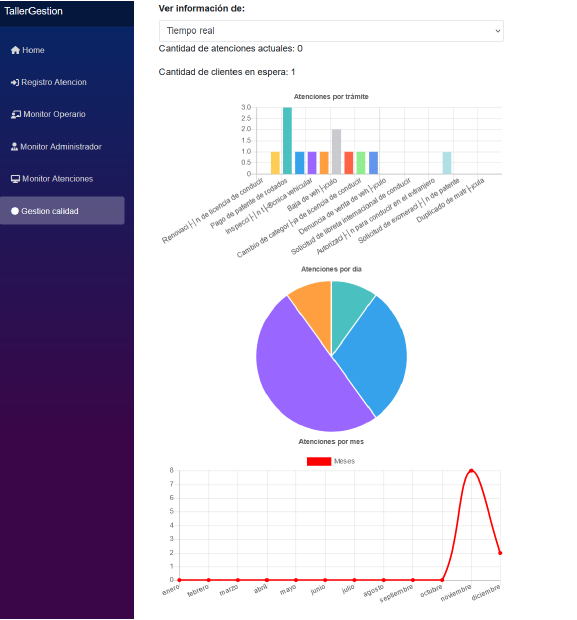 TallerGestion
Home
Registro Atencion
Monitor Operario
Monitor Administrador
Monitor Atenciones
Gestion calidad
Ver información de:
Tiempo real
Cantidad de atenciones actuales: 0
Cantidad de clientes en espera: 1
Atenciones por trámite
3.0
2.5
2.0
1.5
1.0
0.5
0
Renovaci├│n de licencia de conducir
Pago de patente de rodados
Inspecci├│n t├®cnica vehicular
Baja de veh├¡culo
Cambio de categor├¡a de licencia de conducir
Denuncia de venta de veh├¡culo
Solicitud de libreta internacional de conducir
Autorizaci├│n para conducir en el extranjero
Solicitud de exoneraci├│n de patente
Duplicado de matr├¡cula
Atenciones por dia
Atenciones por mes
Meses
8
7
6
5
4
3
2
1
0
enero
febrero
marzo
abril
mayo
junio
julio
agosto
septiembre
octubre
noviembre
diciembre